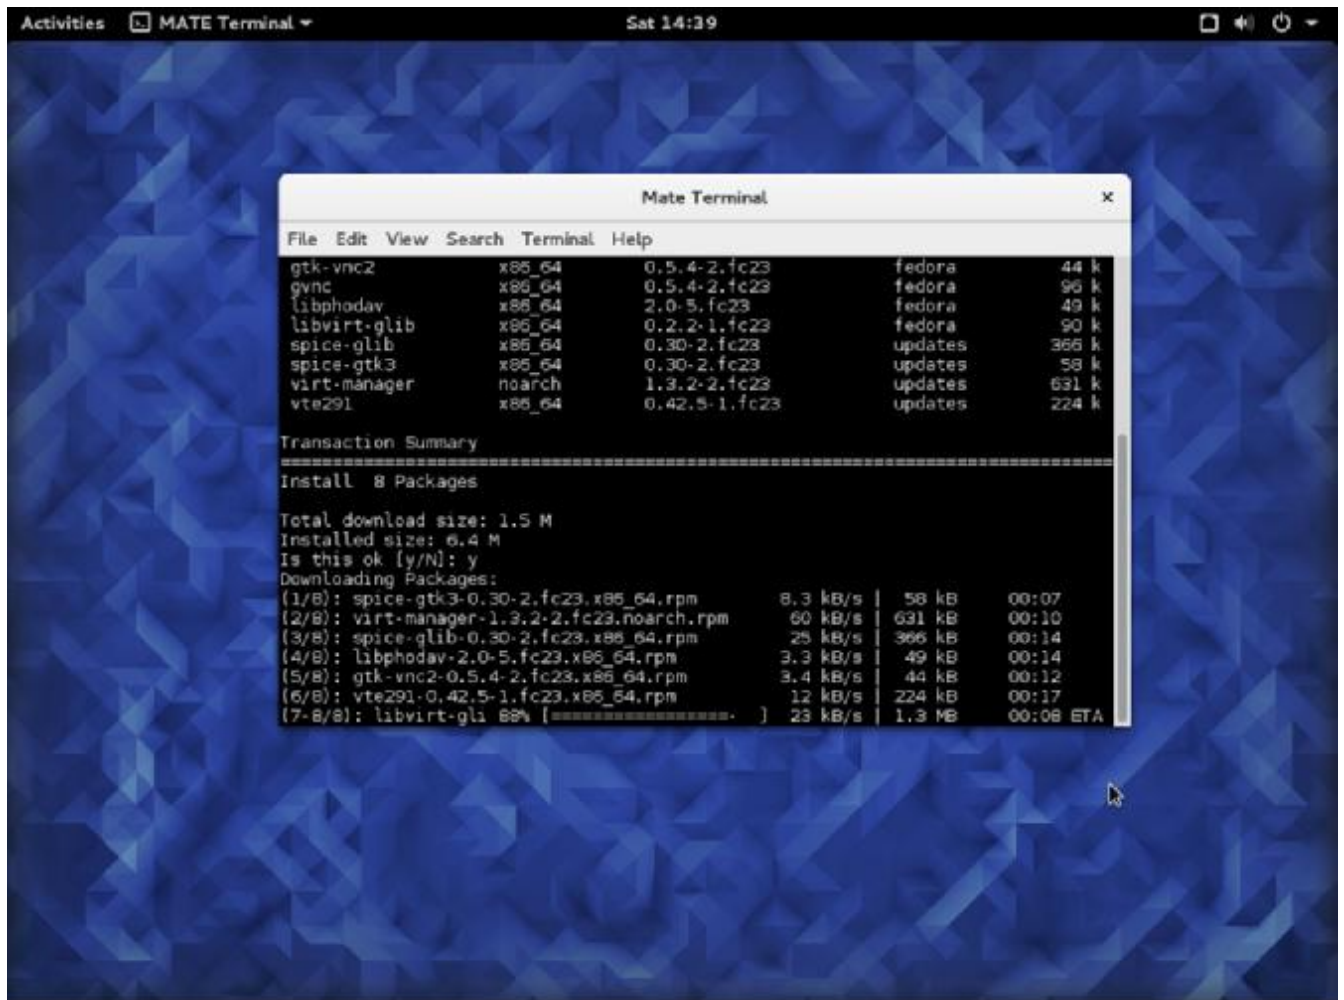 Activities MATE Terminal Sat 14:39
Mate Terminal ×
File Edit View Search Terminal Help
gtk-vnc2 x86_64 0.5.4-2.fc23 fedora 44 k
gvnc x86_64 0.5.4-2.fc23 fedora 96 k
libphodav x86_64 2.0-5.fc23 fedora 49 k
libvirt-glib x86_64 0.2.2-1.fc23 fedora 90 k
spice-glib x86_64 0.30-2.fc23 updates 366 k
spice-gtk3 x86_64 0.30-2.fc23 updates 58 k
virt-manager noarch 1.3.2-2.fc23 updates 631 k
vte291 x86_64 0.42.5-1.fc23 updates 224 k
Transaction Summary
================================================================================
Install 8 Packages
Total download size: 1.5 M
Installed size: 6.4 M
Is this ok [y/N]: y
Downloading Packages:
(1/8): spice-gtk3-0.30-2.fc23.x86_64.rpm 8.3 kB/s | 58 kB 00:07
(2/8): virt-manager-1.3.2-2.fc23.noarch.rpm 60 kB/s | 631 kB 00:10
(3/8): spice-glib-0.30-2.fc23.x86_64.rpm 25 kB/s | 366 kB 00:14
(4/8): libphodav-2.0-5.fc23.x86_64.rpm 3.3 kB/s | 49 kB 00:14
(5/8): gtk-vnc2-0.5.4-2.fc23.x86_64.rpm 3.4 kB/s | 44 kB 00:12
(6/8): vte291-0.42.5-1.fc23.x86_64.rpm 12 kB/s | 224 kB 00:17
(7-8/8): libvirt-gli 88% [=================- ] 23 kB/s | 1.3 MB 00:08 ETA